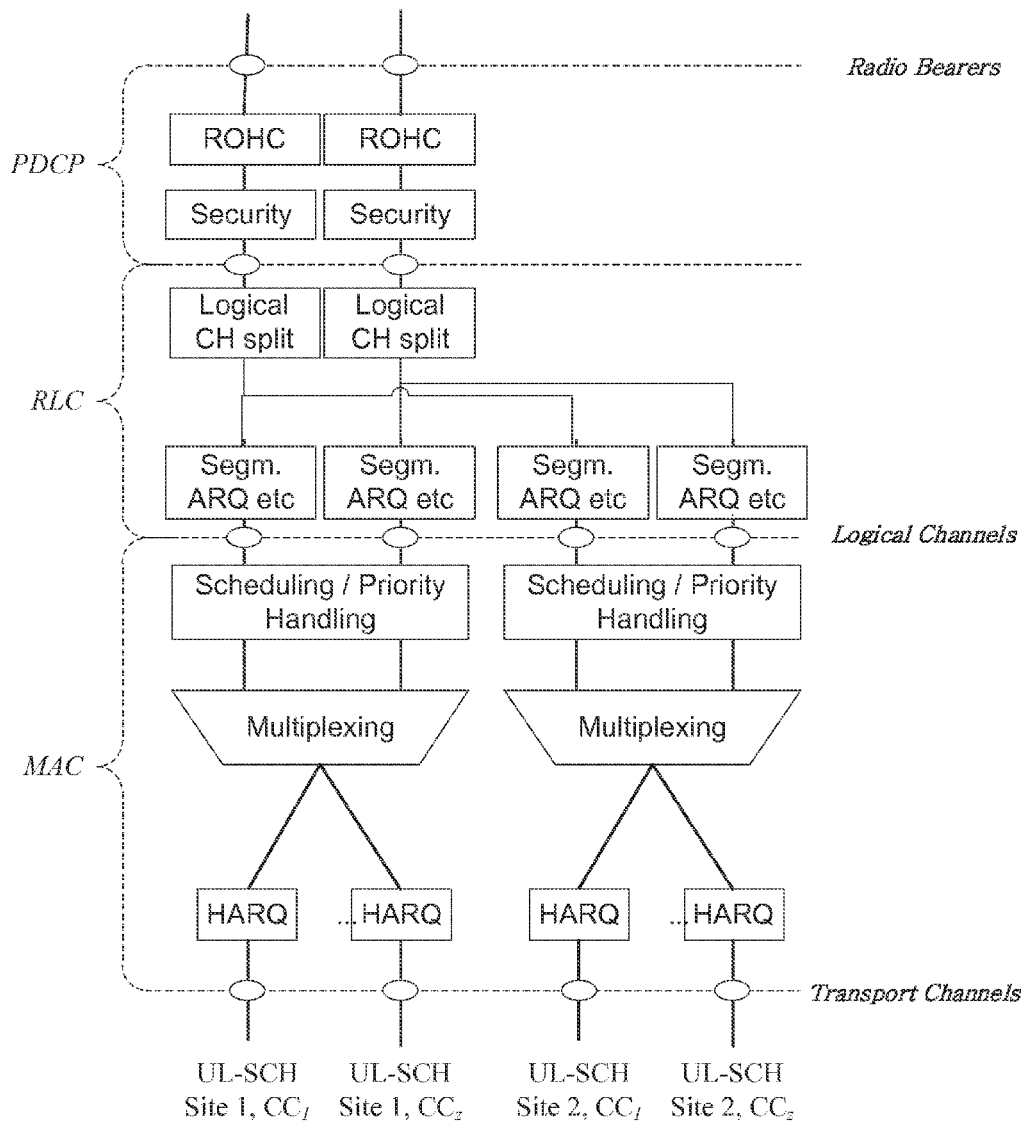 Radio Bearers
ROHC ROHC
PDCP
Security Security
Logical CH split Logical CH split
RLC
Segm. ARQ etc Segm. ARQ etc Segm. ARQ etc Segm. ARQ etc
Logical Channels
Scheduling / Priority Handling Scheduling / Priority Handling
Multiplexing Multiplexing
MAC
HARQ ...HARQ HARQ ...HARQ
Transport Channels
UL-SCH UL-SCH UL-SCH UL-SCH
Site 1, CC1 Site 1, CCz Site 2, CC1 Site 2, CCz